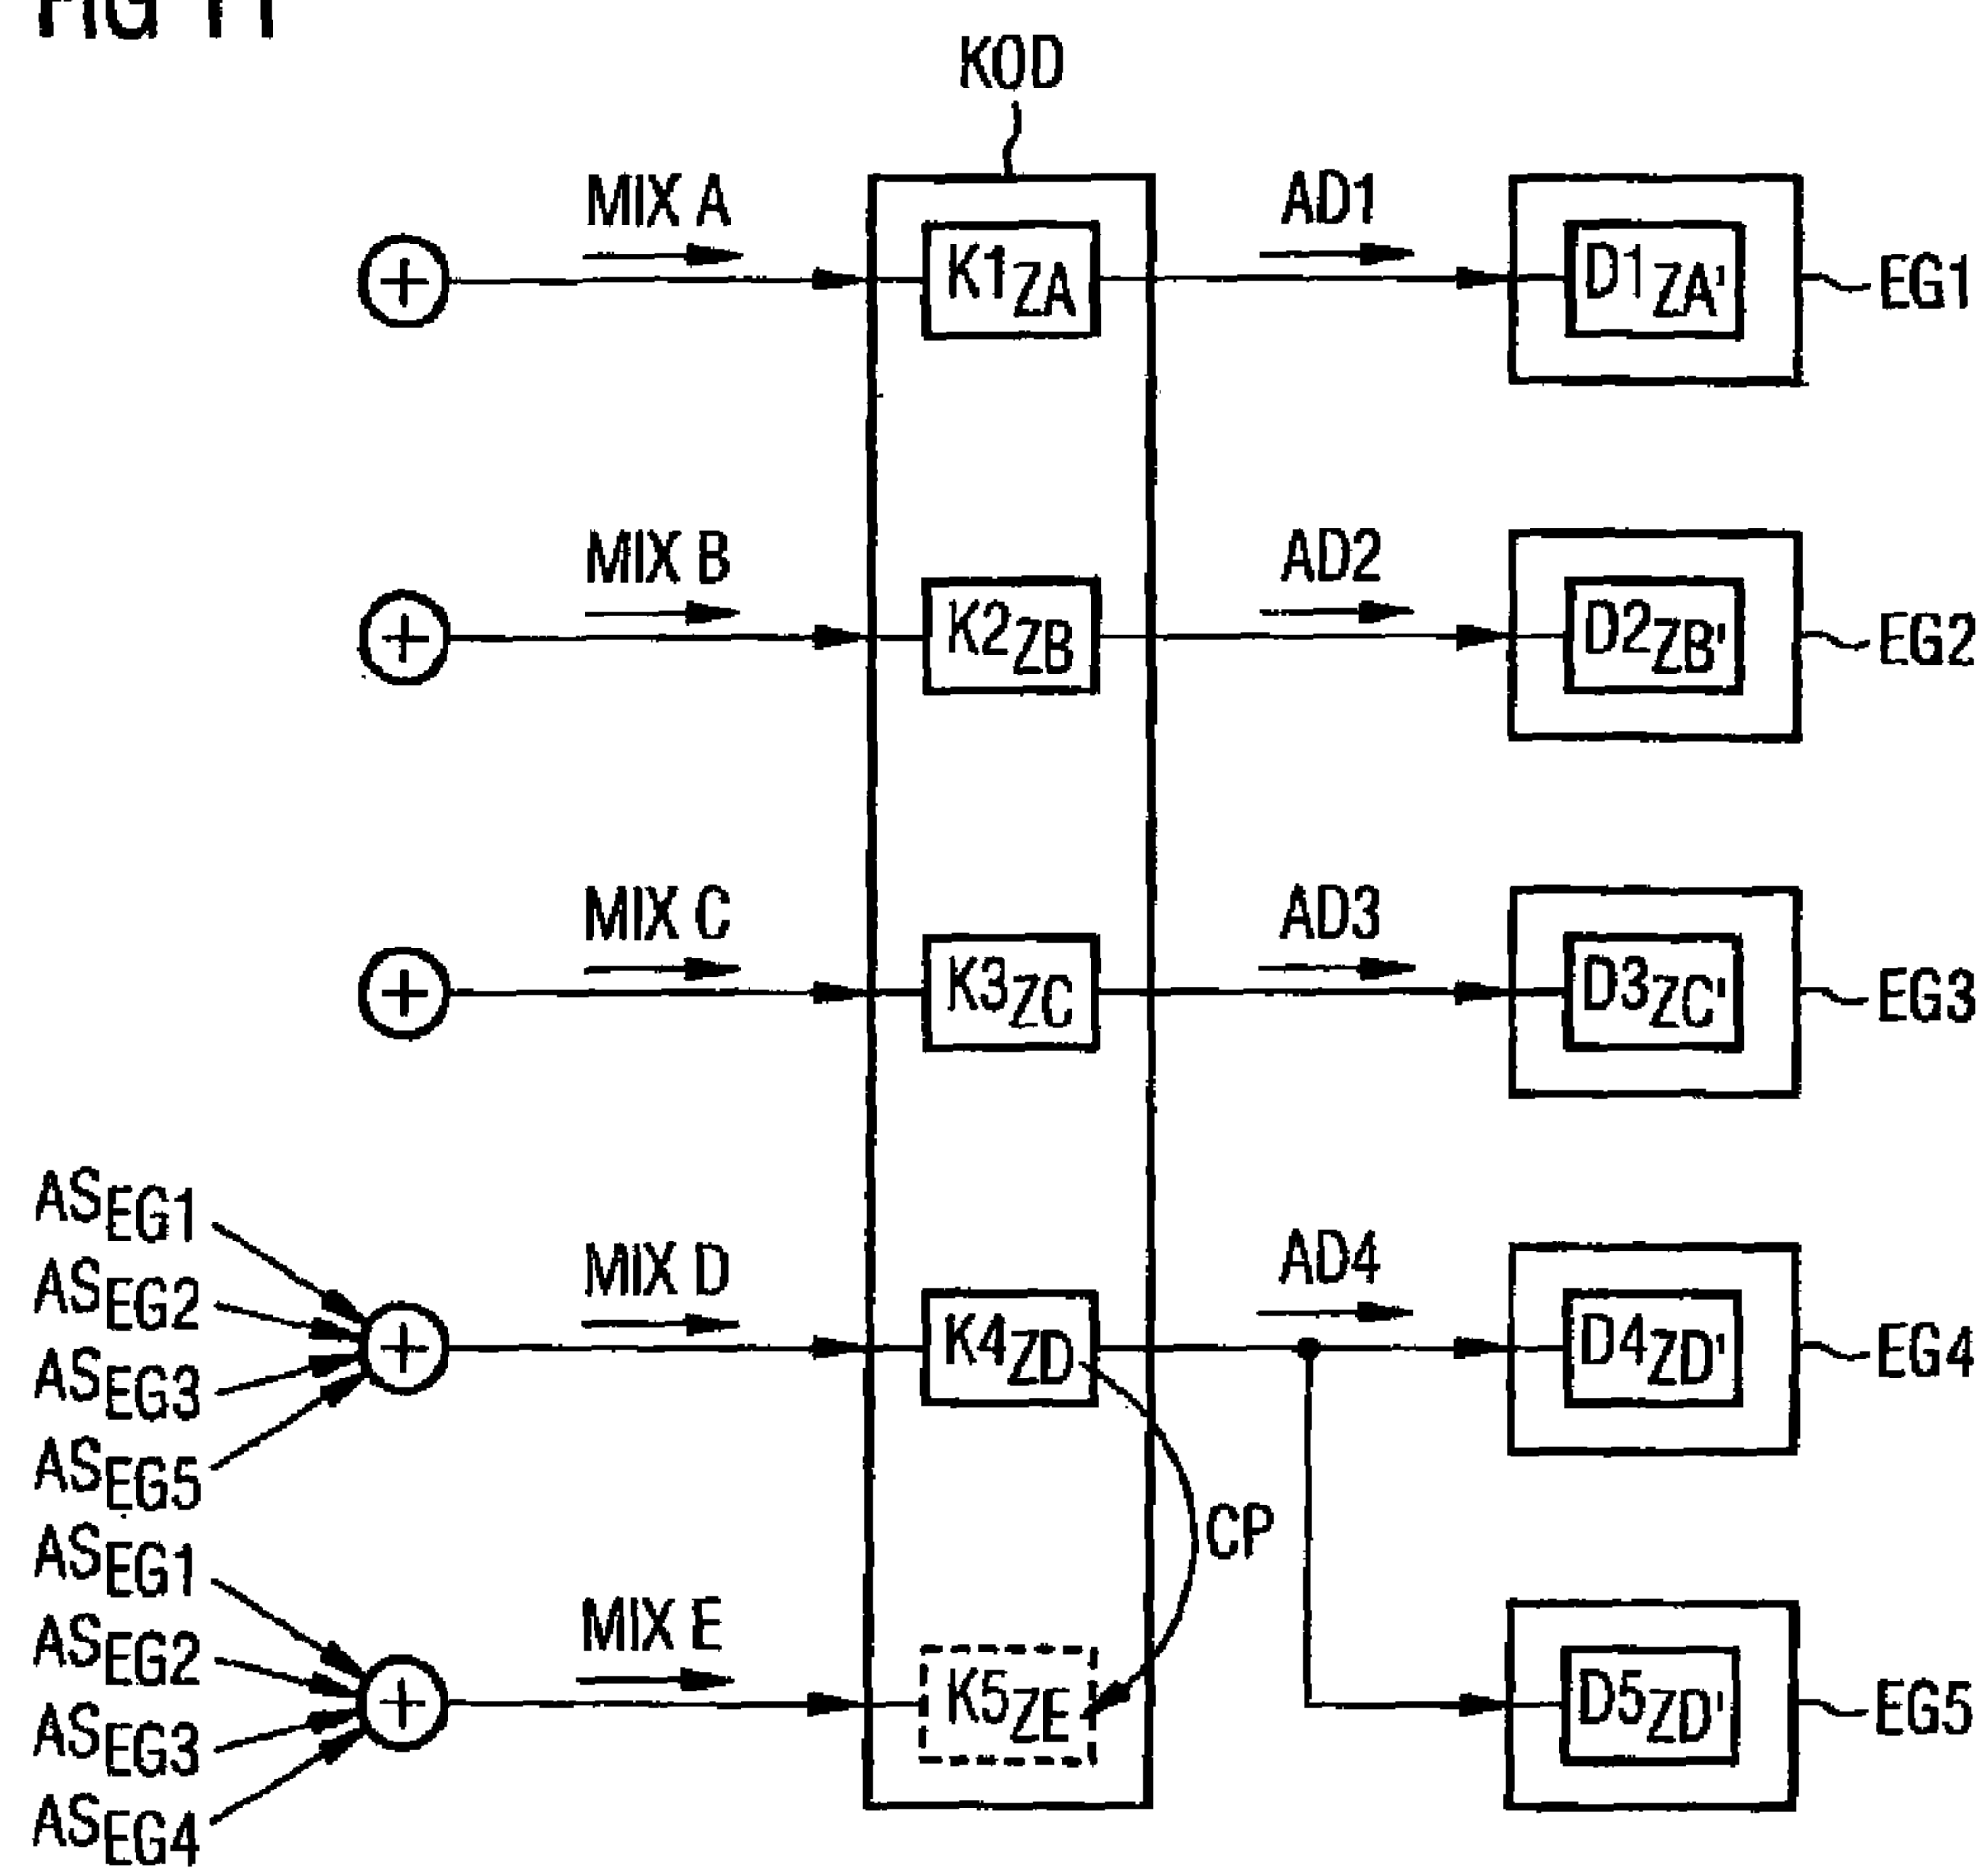 FIG 11
KOD
MIX A
AD1
K1ZA
D1ZA'
EG1
MIX B
AD2
K2ZB
D2ZB'
EG2
MIX C
AD3
K3ZC
D3ZC'
EG3
ASEG1
ASEG2
ASEG3
ASEG5
MIX D
AD4
K4ZD
D4ZD'
EG4
CP
ASEG1
ASEG2
ASEG3
ASEG4
MIX E
K5ZE
D5ZD'
EG5